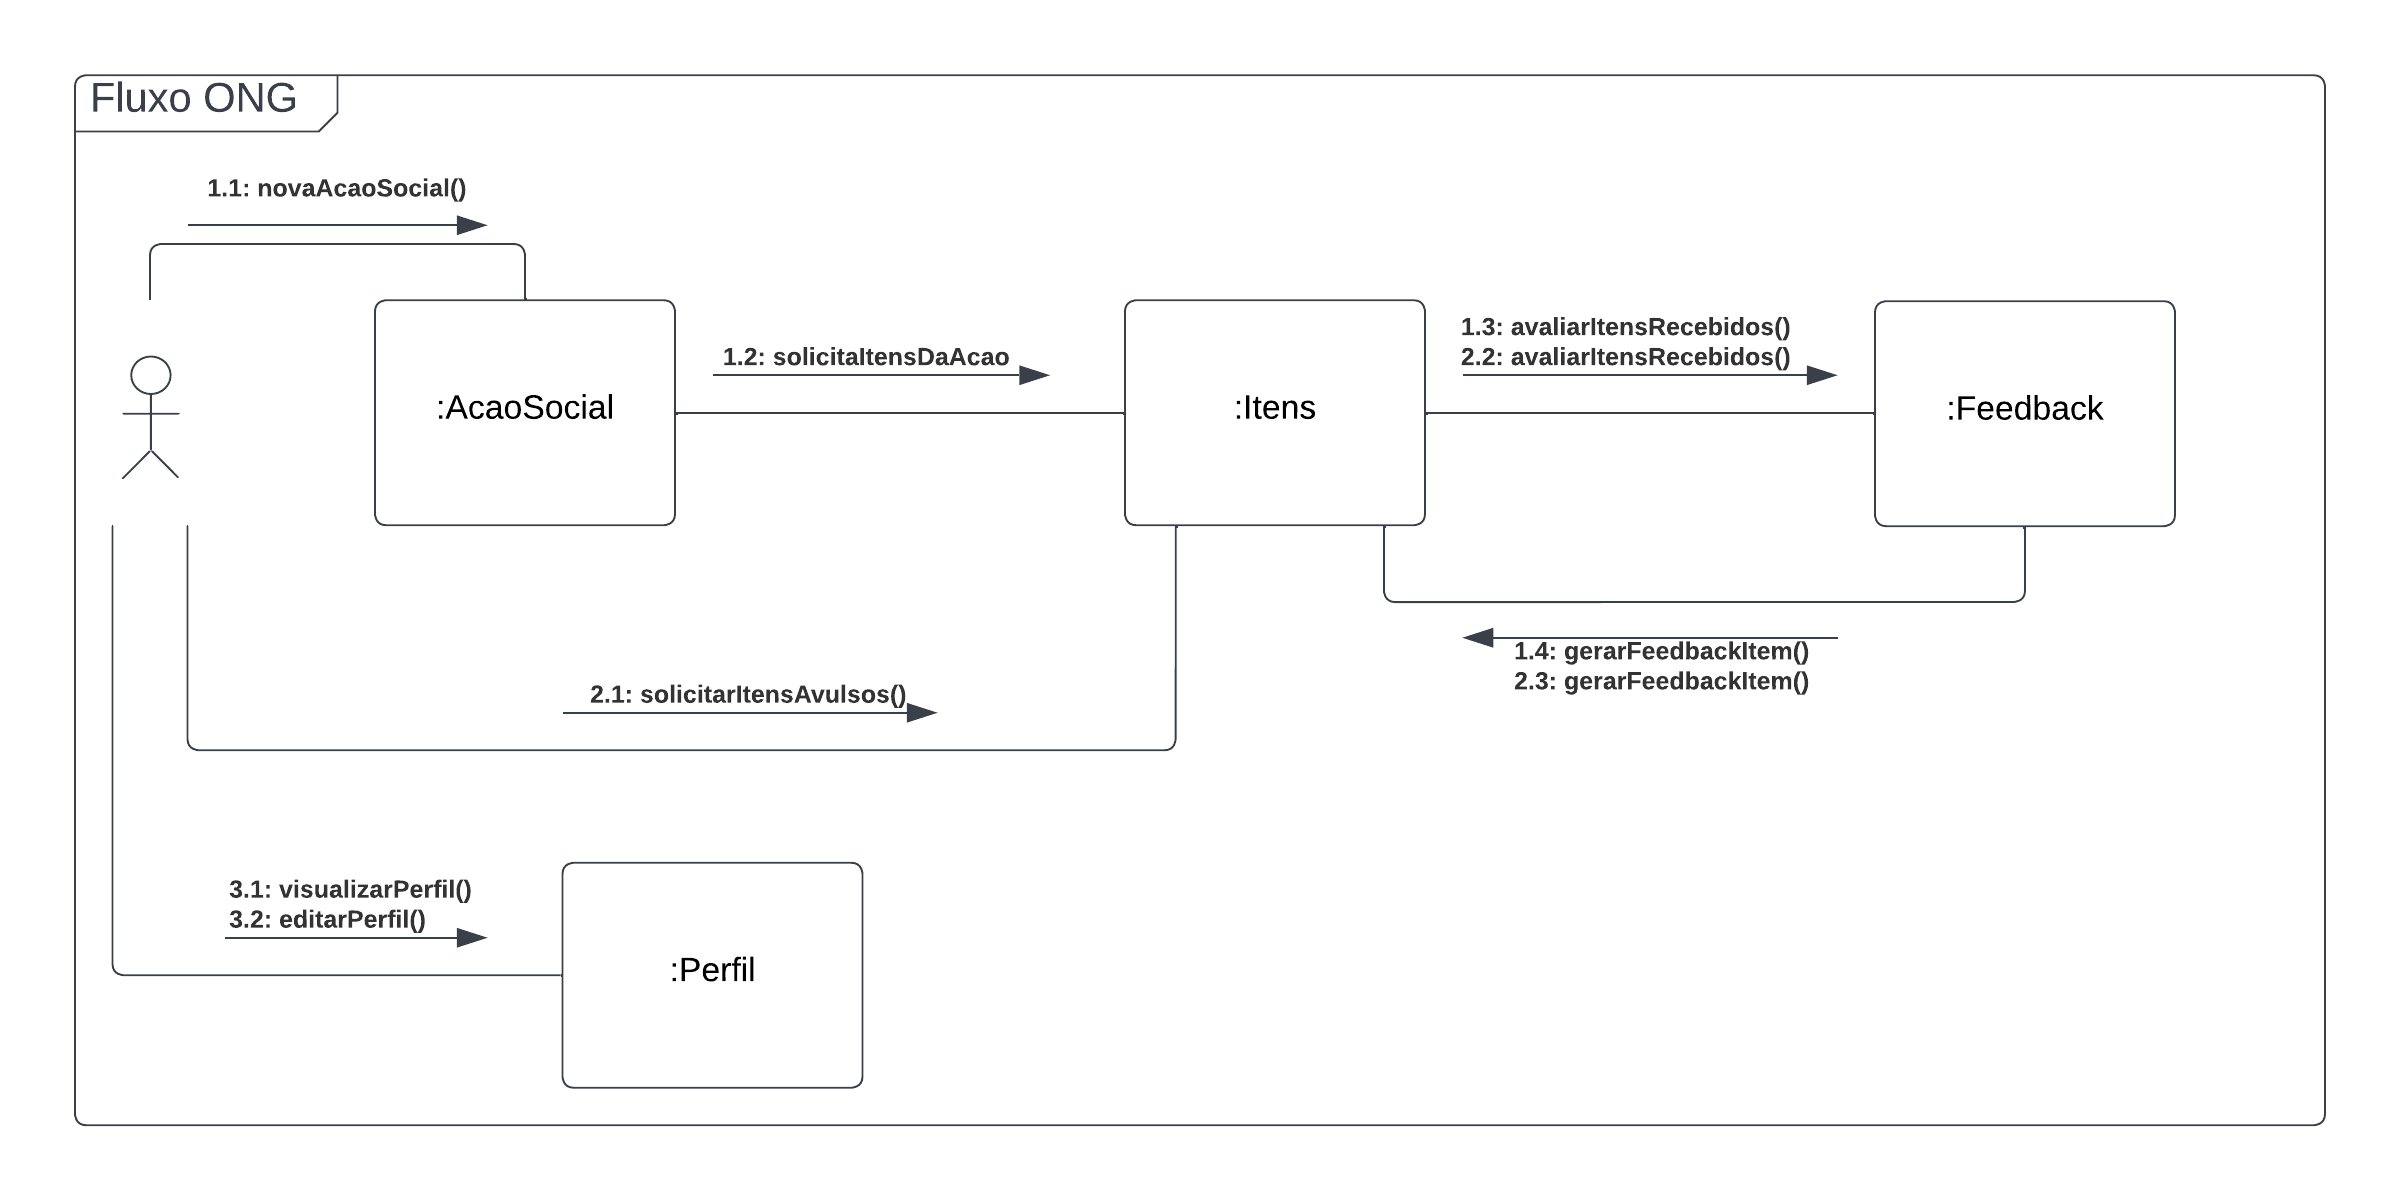 Fluxo ONG
1.1: novaAcaoSocial()
1.2: solicitaItensDaAcao
1.3: avaliarItensRecebidos()
2.2: avaliarItensRecebidos()
:AcaoSocial
:Itens
:Feedback
1.4: gerarFeedbackItem()
2.3: gerarFeedbackItem()
2.1: solicitarItensAvulsos()
3.1: visualizarPerfil()
3.2: editarPerfil()
:Perfil